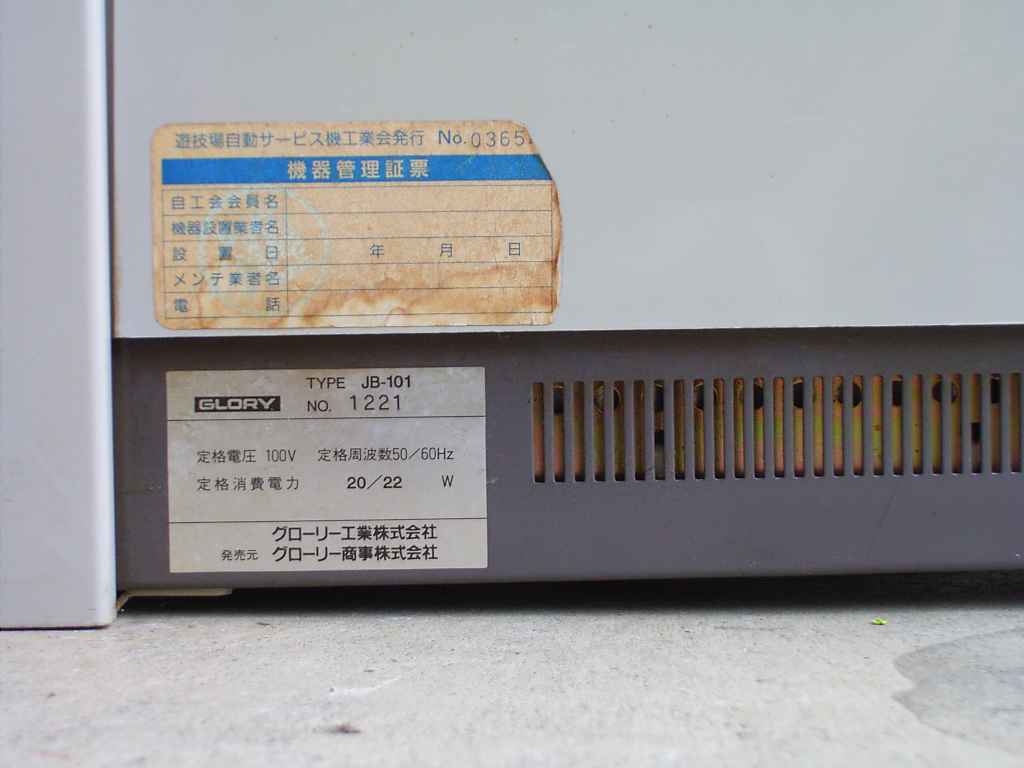 遊技場自動サービス機工業会発行 No. 0365
機器管理証票
自工会会員名
機器設置業者名
設置日 年 月 日
メンテ業者名
電話
GLORY TYPE JB-101
NO. 1221
定格電圧 100V 定格周波数50/60Hz
定格消費電力 20/22 W
グローリー工業株式会社
発売元 グローリー商事株式会社